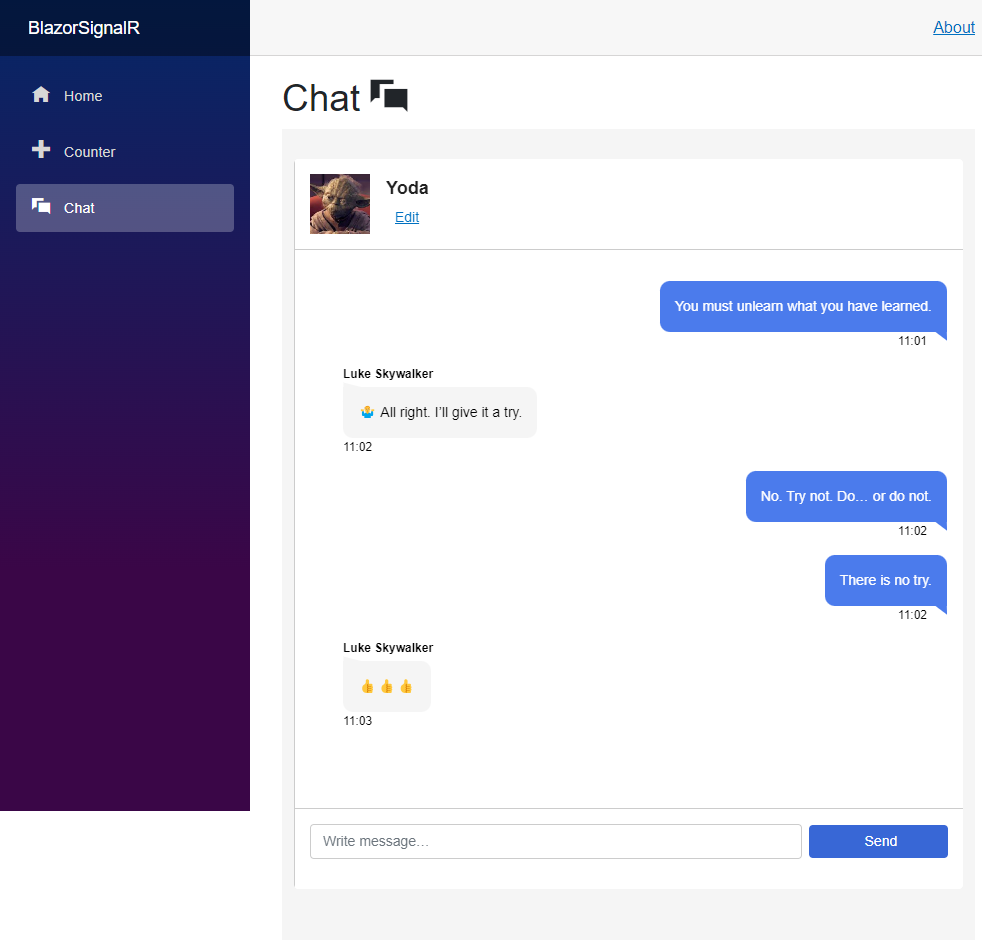 BlazorSignalR
About
Home
Counter
Chat
Chat
Yoda
Edit
You must unlearn what you have learned.
11:01
Luke Skywalker
🤷 All right. I’ll give it a try.
11:02
No. Try not. Do… or do not.
11:02
There is no try.
11:02
Luke Skywalker
👍 👍 👍
11:03
Write message…
Send